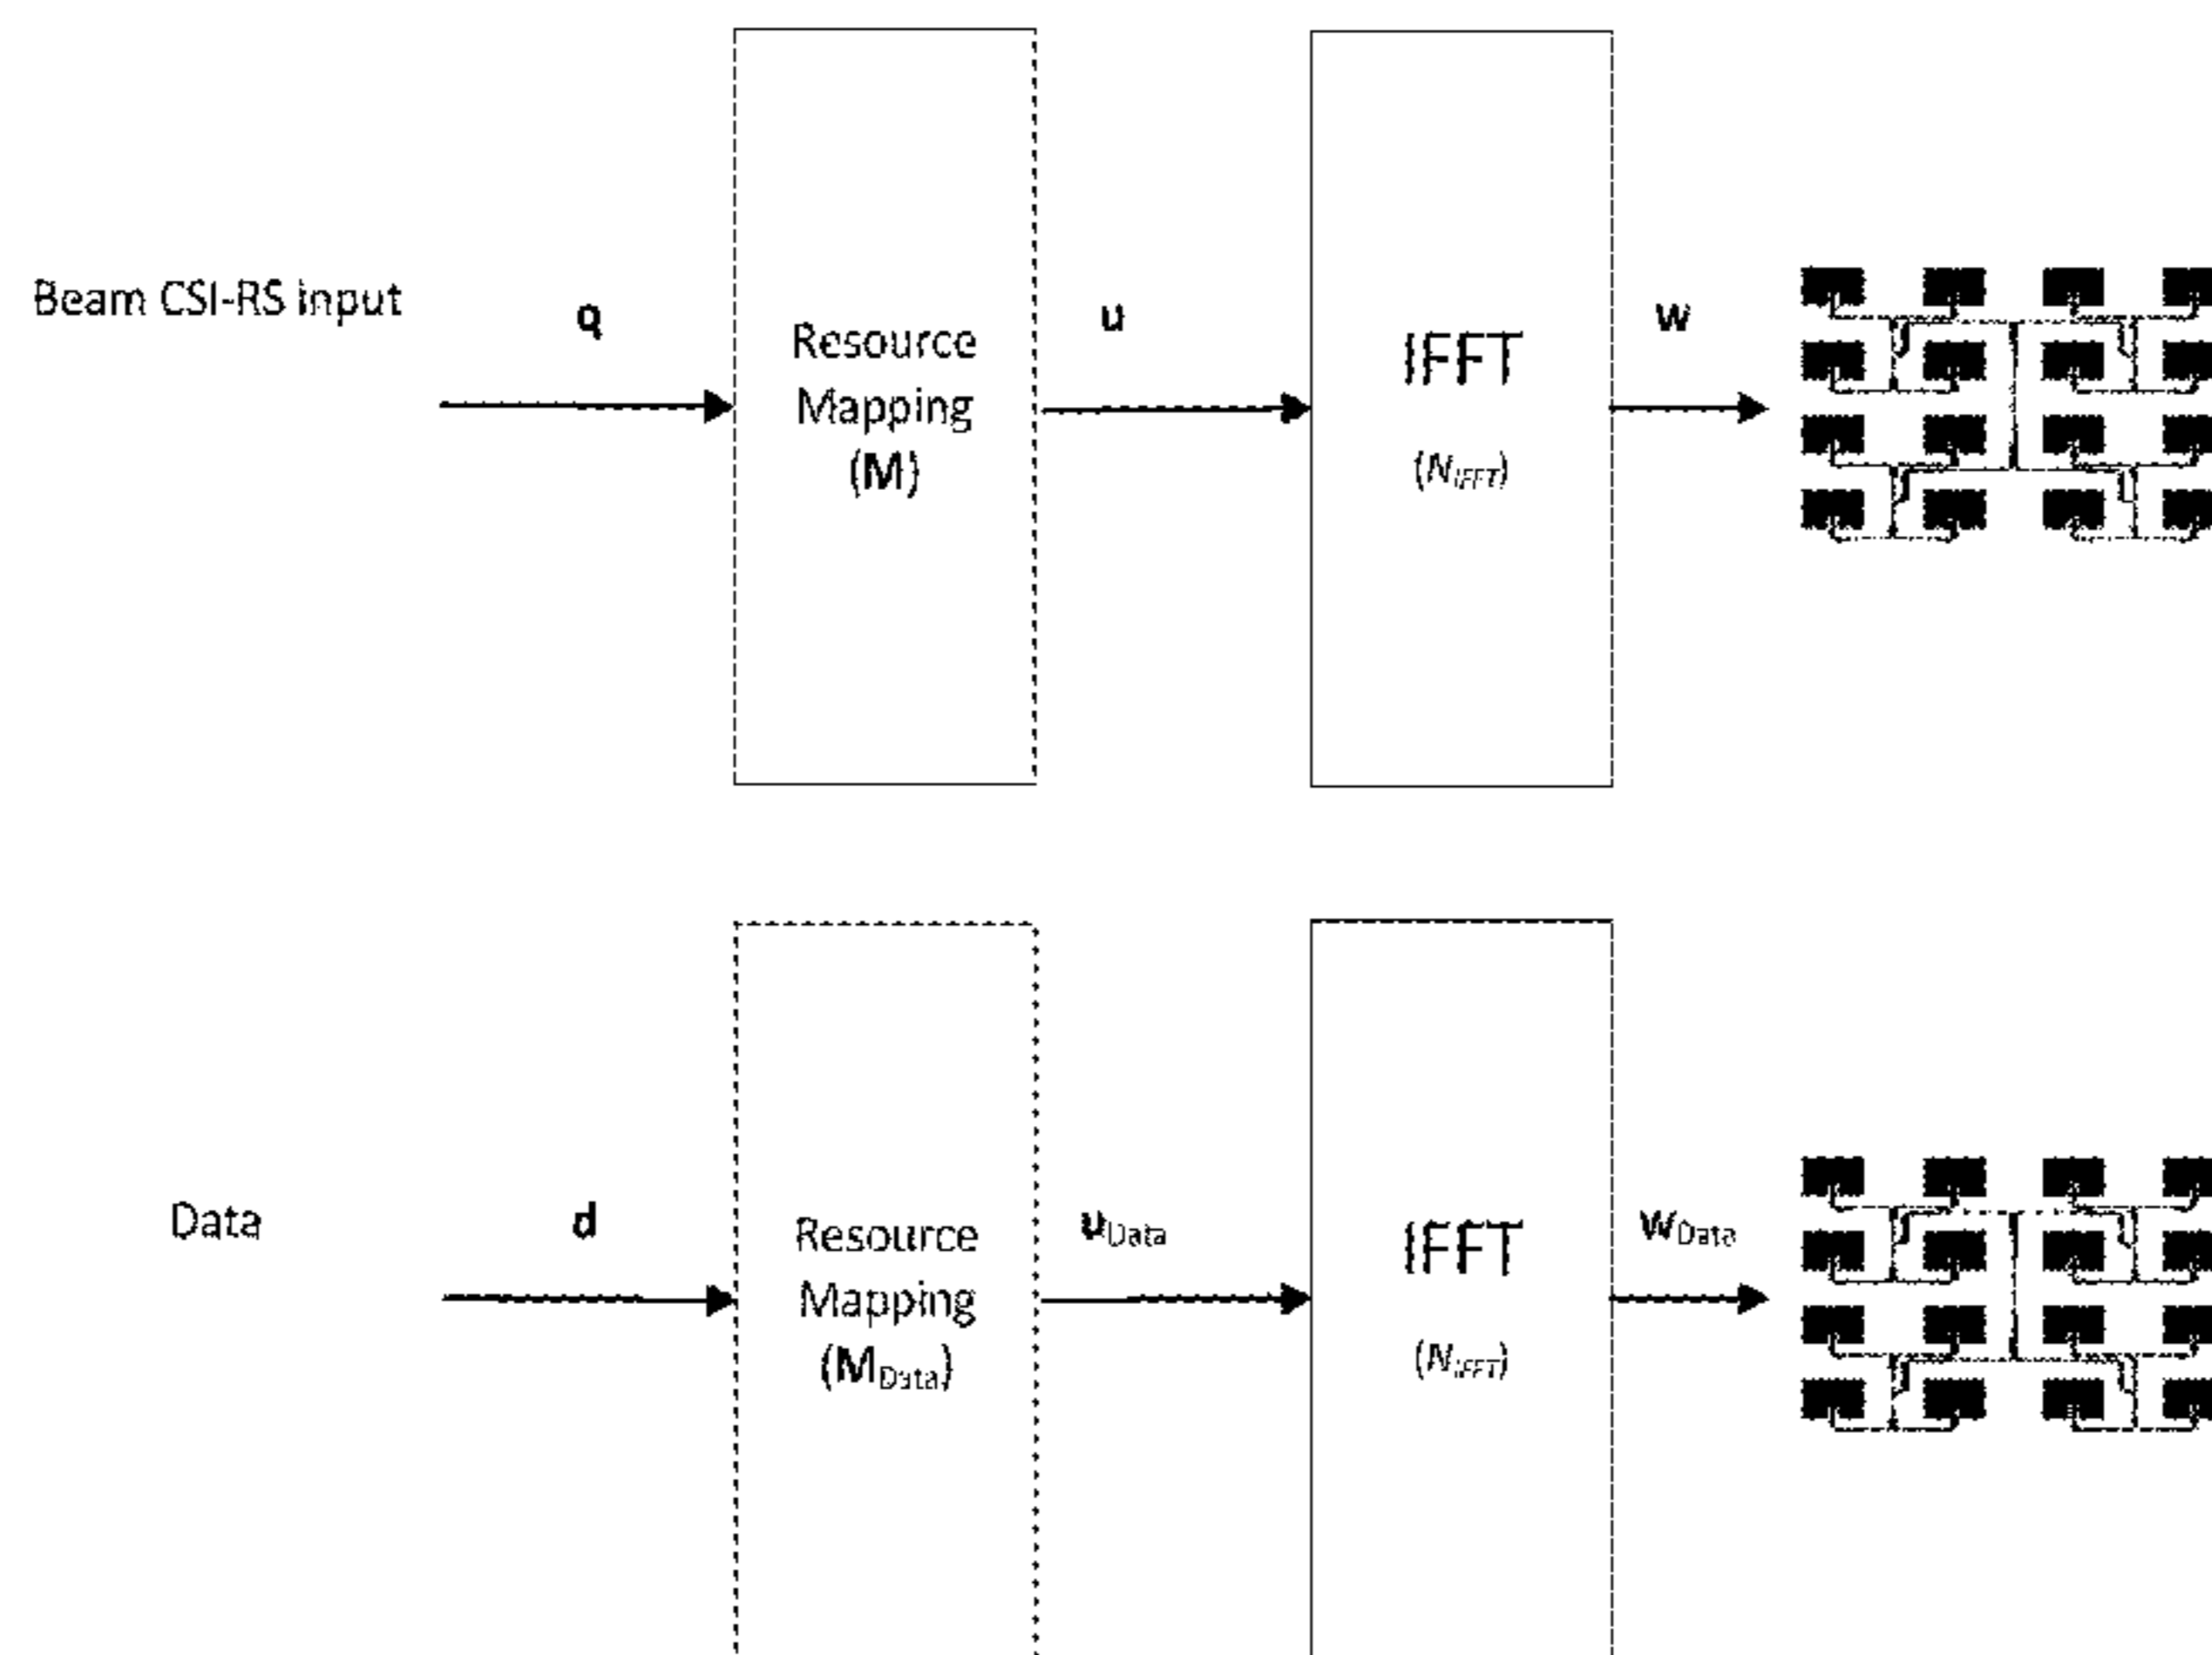 Beam CSI-RS input
q
Resource
Mapping
(M)
u
IFFT
(N_IFFT)
w
Data
d
Resource
Mapping
(M_Data)
u_Data
IFFT
(N_IFFT)
w_Data